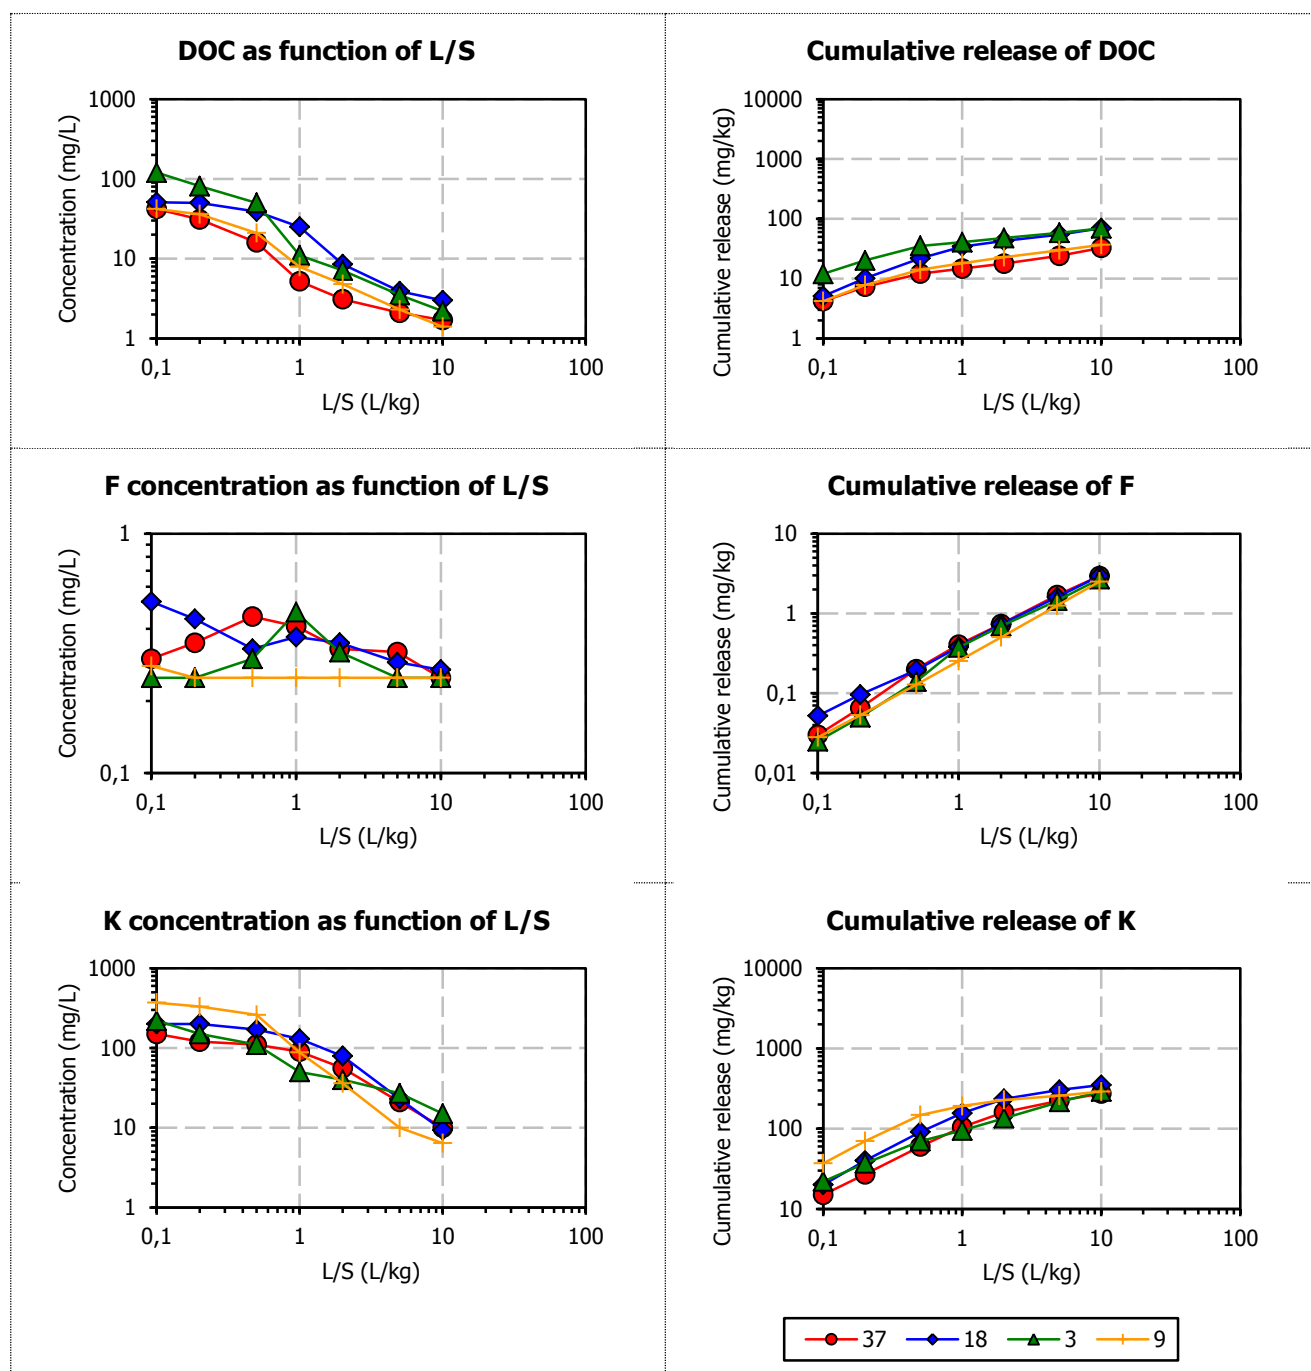 DOC as function of L/S
Concentration (mg/L)
1000
100
10
1
0,1
1
10
100
L/S (L/kg)
Cumulative release of DOC
Cumulative release (mg/kg)
10000
1000
100
10
1
0,1
1
10
100
L/S (L/kg)
F concentration as function of L/S
Concentration (mg/L)
1
0,1
0,1
1
10
100
L/S (L/kg)
Cumulative release of F
Cumulative release (mg/kg)
10
1
0,1
0,01
0,1
1
10
100
L/S (L/kg)
K concentration as function of L/S
Concentration (mg/L)
1000
100
10
1
0,1
1
10
100
L/S (L/kg)
Cumulative release of K
Cumulative release (mg/kg)
10000
1000
100
10
0,1
1
10
100
L/S (L/kg)
37 18 3 9